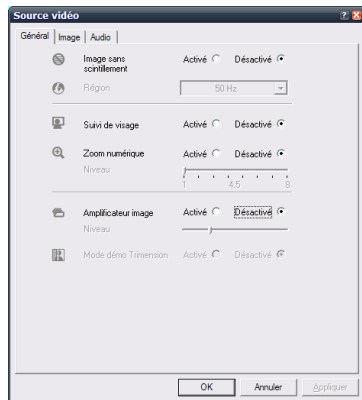 Source vidéo
Général Image Audio
Image sans scintillement Activé Désactivé
Région 50 Hz
Suivi de visage Activé Désactivé
Zoom numérique Activé Désactivé
Niveau
1 4.5 8
Amplificateur image Activé Désactivé
Niveau
Mode démo Trimension Activé Désactivé
OK Annuler Appliquer